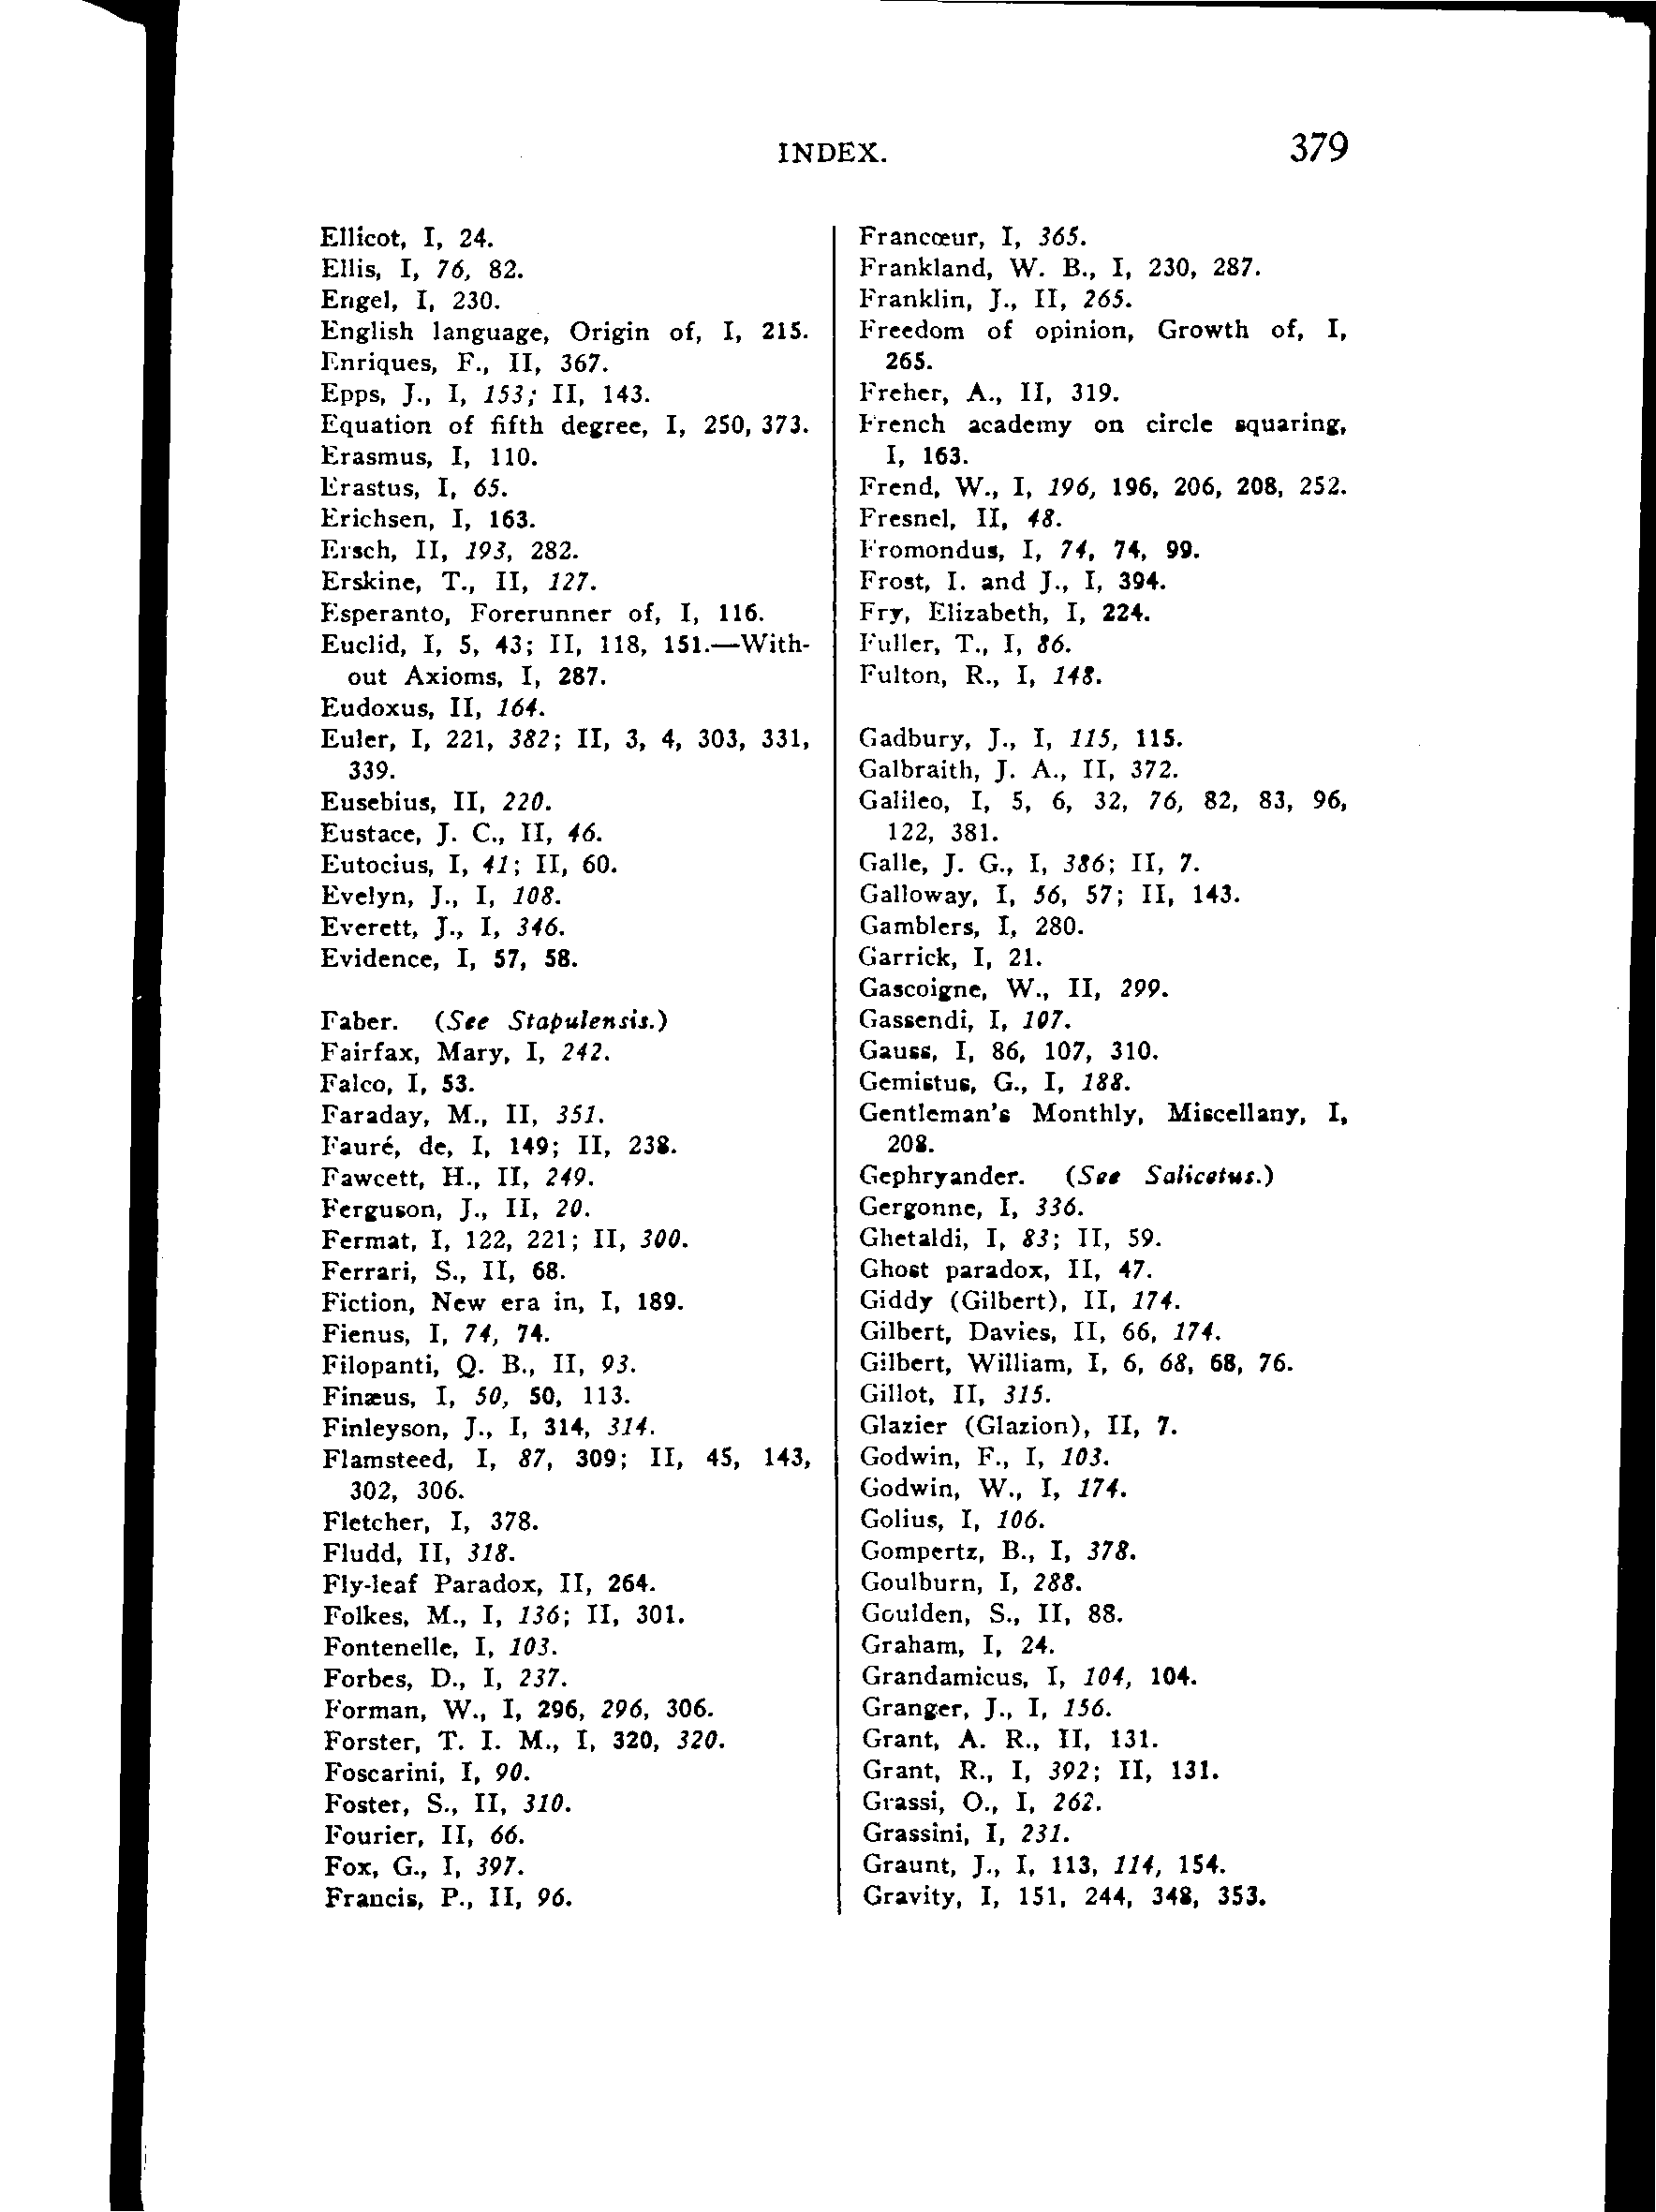 INDEX. 379
Ellicot, I, 24.
Ellis, I, 76, 82.
Engel, I, 230.
English language, Origin of, I, 215.
Enriques, F., II, 367.
Epps, J., I, 153; II, 143.
Equation of fifth degree, I, 250, 373.
Erasmus, I, 110.
Erastus, I, 65.
Erichsen, I, 163.
Ersch, II, 193, 282.
Erskine, T., II, 127.
Esperanto, Forerunner of, I, 116.
Euclid, I, 5, 43; II, 118, 151.—With-
out Axioms, I, 287.
Eudoxus, II, 164.
Euler, I, 221, 382; II, 3, 4, 303, 331,
339.
Eusebius, II, 220.
Eustace, J. C., II, 46.
Eutocius, I, 41; II, 60.
Evelyn, J., I, 108.
Everett, J., I, 346.
Evidence, I, 57, 58.
Faber. (See Stapulensis.)
Fairfax, Mary, I, 242.
Falco, I, 53.
Faraday, M., II, 351.
Fauré, de, I, 149; II, 238.
Fawcett, H., II, 249.
Ferguson, J., II, 20.
Fermat, I, 122, 221; II, 300.
Ferrari, S., II, 68.
Fiction, New era in, I, 189.
Fienus, I, 74, 74.
Filopanti, Q. B., II, 93.
Finæus, I, 50, 50, 113.
Finleyson, J., I, 314, 314.
Flamsteed, I, 87, 309; II, 45, 143,
302, 306.
Fletcher, I, 378.
Fludd, II, 318.
Fly-leaf Paradox, II, 264.
Folkes, M., I, 136; II, 301.
Fontenelle, I, 103.
Forbes, D., I, 237.
Forman, W., I, 296, 296, 306.
Forster, T. I. M., I, 320, 320.
Foscarini, I, 90.
Foster, S., II, 310.
Fourier, II, 66.
Fox, G., I, 397.
Francis, P., II, 96.
Francœur, I, 365.
Frankland, W. B., I, 230, 287.
Franklin, J., II, 265.
Freedom of opinion, Growth of, I,
265.
Freher, A., II, 319.
French academy on circle squaring,
I, 163.
Frend, W., I, 196, 196, 206, 208, 252.
Fresnel, II, 48.
Fromondus, I, 74, 74, 99.
Frost, I. and J., I, 394.
Fry, Elizabeth, I, 224.
Fuller, T., I, 86.
Fulton, R., I, 148.
Gadbury, J., I, 115, 115.
Galbraith, J. A., II, 372.
Galileo, I, 5, 6, 32, 76, 82, 83, 96,
122, 381.
Galle, J. G., I, 386; II, 7.
Galloway, I, 56, 57; II, 143.
Gamblers, I, 280.
Garrick, I, 21.
Gascoigne, W., II, 299.
Gassendi, I, 107.
Gauss, I, 86, 107, 310.
Gemistus, G., I, 188.
Gentleman's Monthly, Miscellany, I,
208.
Gephryander. (See Salicetus.)
Gergonne, I, 336.
Ghetaldi, I, 83; II, 59.
Ghost paradox, II, 47.
Giddy (Gilbert), II, 174.
Gilbert, Davies, II, 66, 174.
Gilbert, William, I, 6, 68, 68, 76.
Gillot, II, 315.
Glazier (Glazion), II, 7.
Godwin, F., I, 103.
Godwin, W., I, 174.
Golius, I, 106.
Gompertz, B., I, 378.
Goulburn, I, 288.
Goulden, S., II, 88.
Graham, I, 24.
Grandamicus, I, 104, 104.
Granger, J., I, 156.
Grant, A. R., II, 131.
Grant, R., I, 392; II, 131.
Grassi, O., I, 262.
Grassini, I, 231.
Graunt, J., I, 113, 114, 154.
Gravity, I, 151, 244, 348, 353.